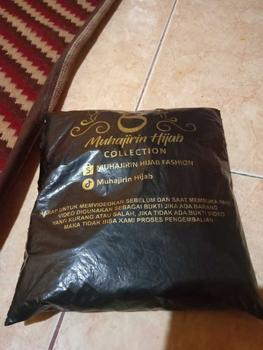 Muhajirin Hijab
COLLECTION
MUHAJIRIN HIJAB FASHION
Muhajirin Hijab
HARAP UNTUK MEMVIDEOKAN SEBELUM DAN SAAT MEMBUKA PAKET
VIDEO DIGUNAKAN SEBAGAI BUKTI JIKA ADA BARANG
YANG KURANG ATAU SALAH, JIKA TIDAK ADA BUKTI VIDEO
MAKA TIDAK BISA KAMI PROSES PENGEMBALIAN